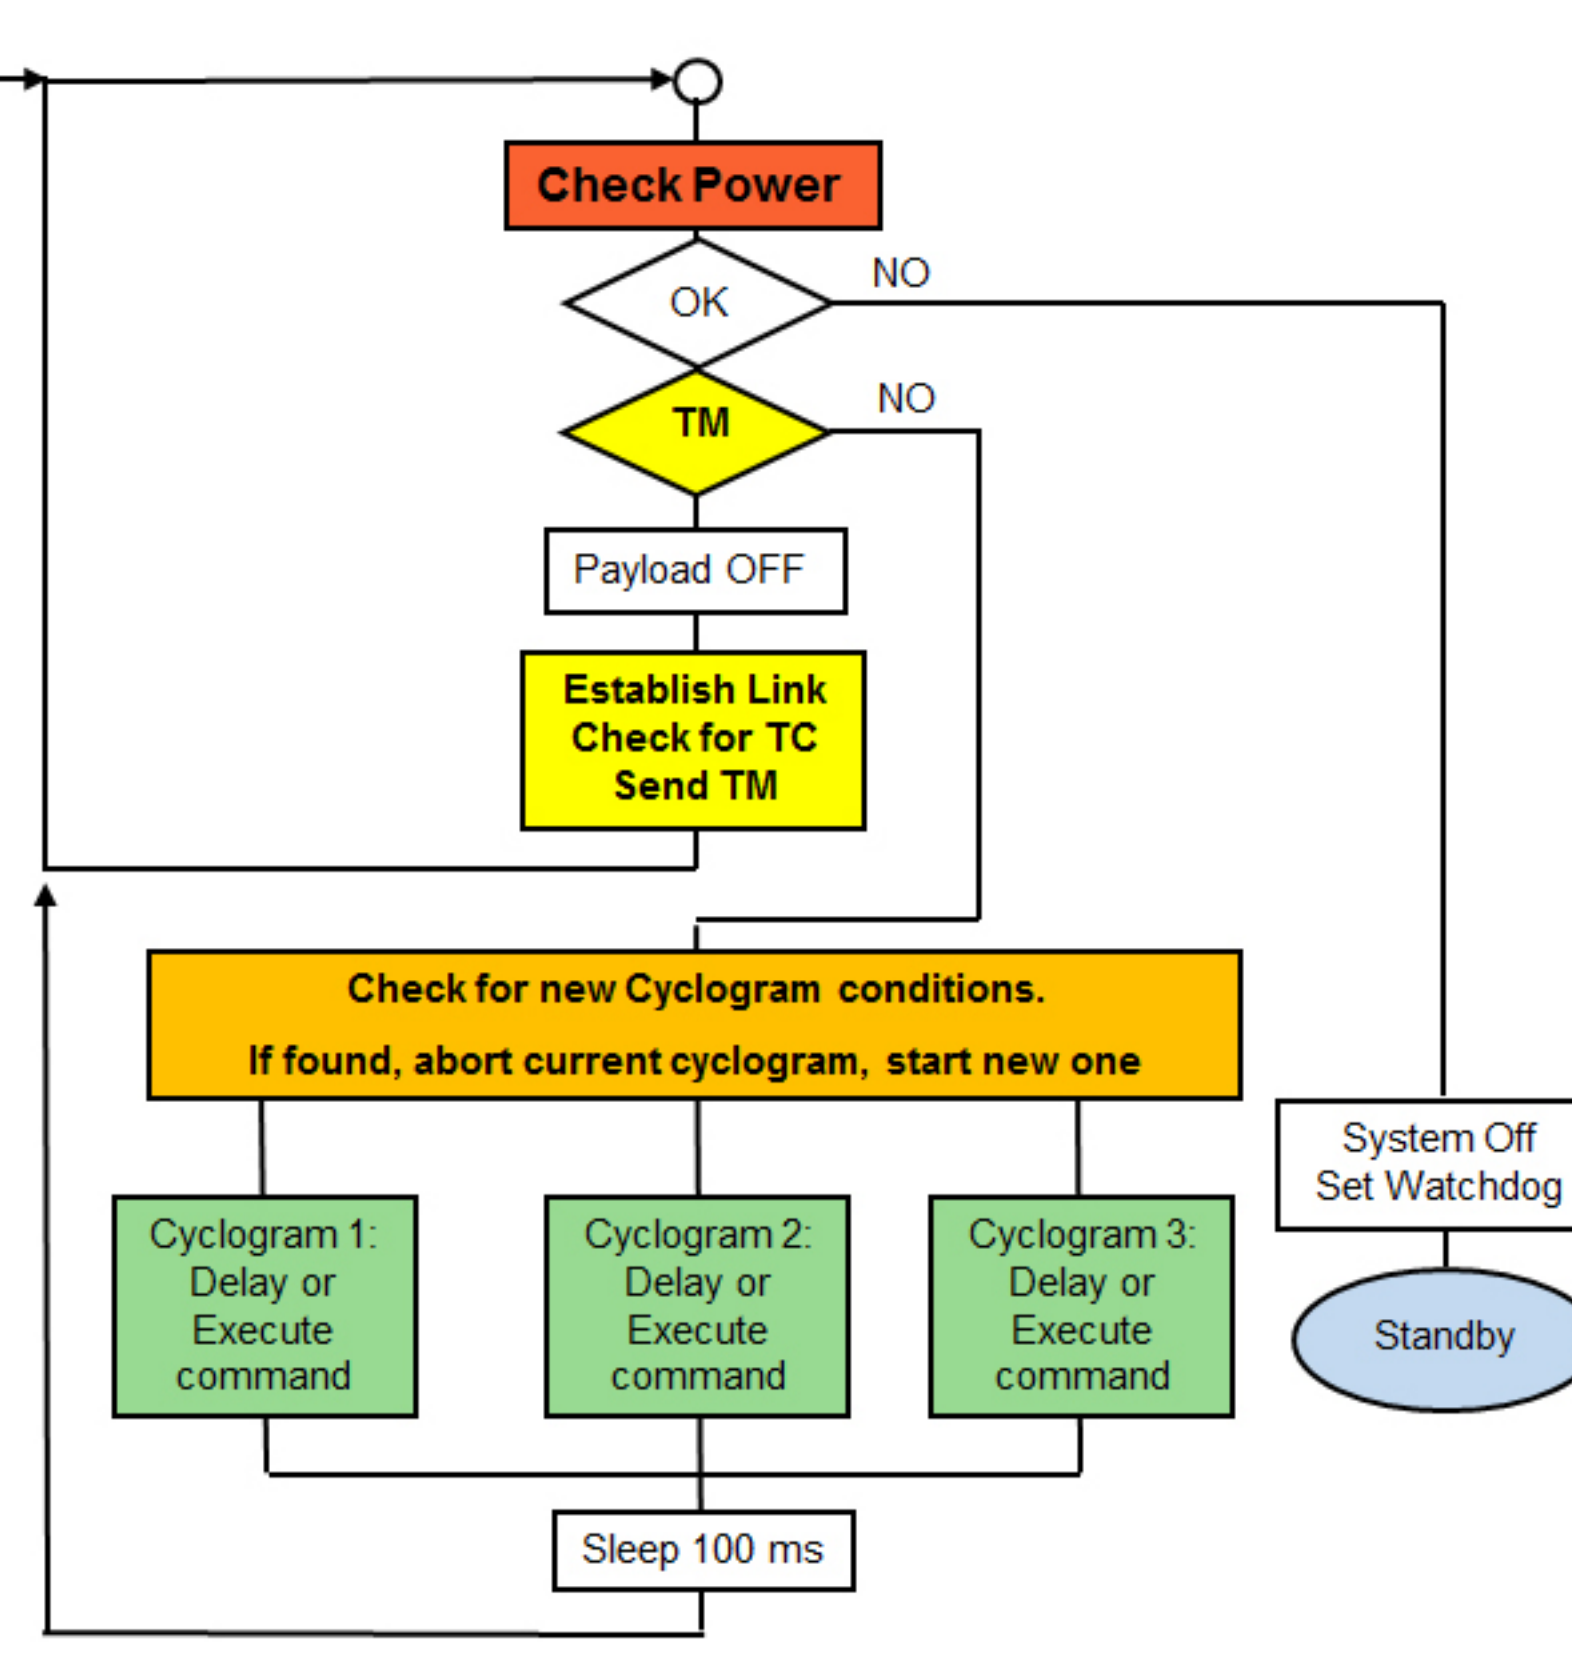 Check Power
OK
NO
TM
NO
Payload OFF
Establish Link
Check for TC
Send TM
Check for new Cyclogram conditions.
If found, abort current cyclogram, start new one
Cyclogram 1:
Delay or
Execute
command
Cyclogram 2:
Delay or
Execute
command
Cyclogram 3:
Delay or
Execute
command
System Off
Set Watchdog
Standby
Sleep 100 ms